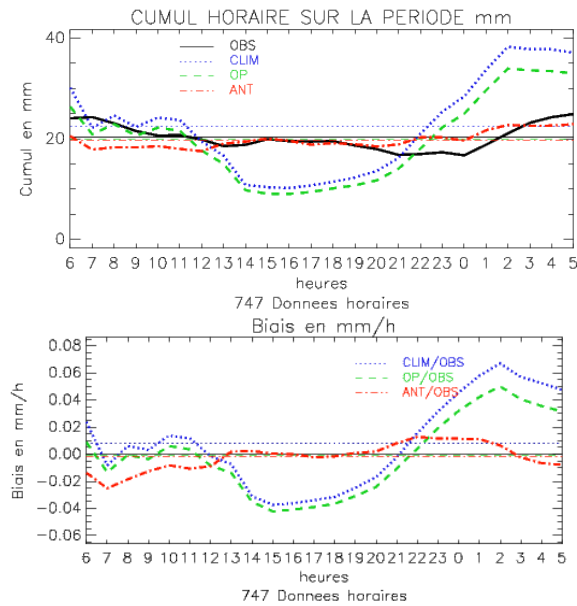 CUMUL HORAIRE SUR LA PERIODE mm
40
OBS
CLIM
OP
ANT
Cumul en mm
20
0
6 7 8 9 10 11 12 13 14 15 16 17 18 19 20 21 22 23 0 1 2 3 4 5
heures
747 Donnees horaires
Biais en mm/h
0.08
CLIM/OBS
0.06
OP/OBS
0.04
ANT/OBS
0.02
Biais en mm/h
0.00
-0.02
-0.04
-0.06
6 7 8 9 10 11 12 13 14 15 16 17 18 19 20 21 22 23 0 1 2 3 4 5
heures
747 Donnees horaires